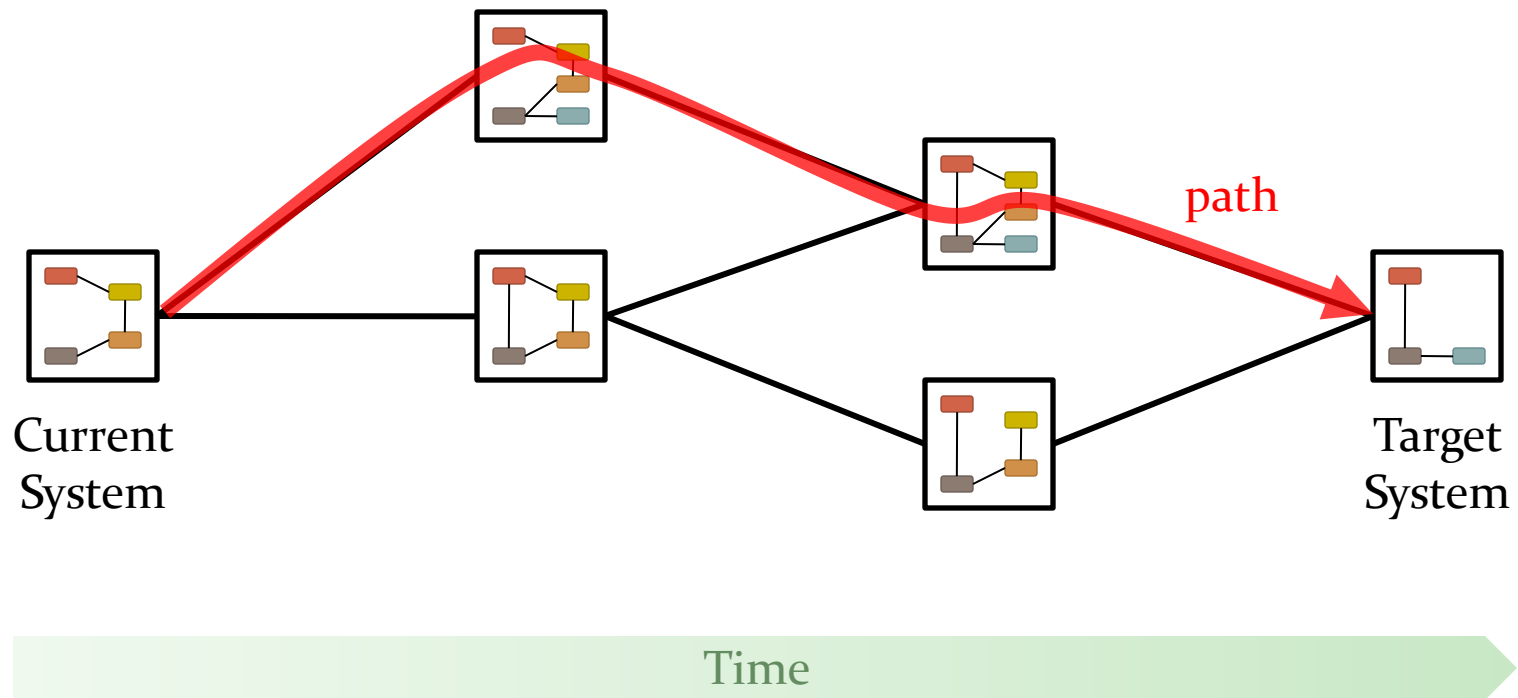 path
Current
System
Target
System
Time